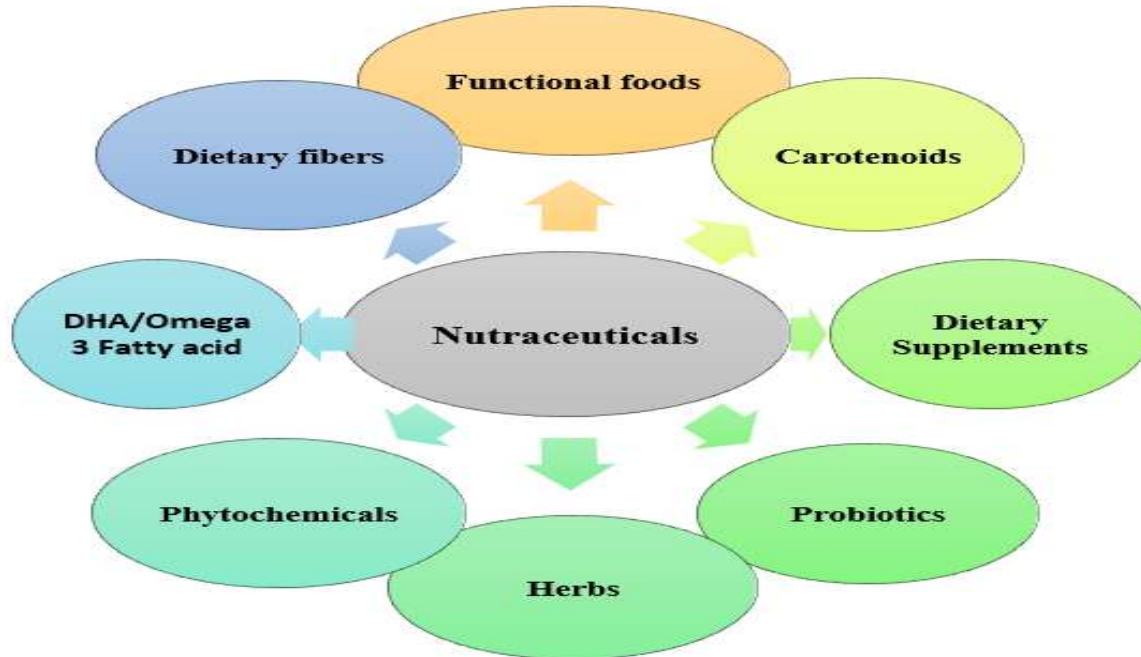 Functional foods
Dietary fibers
Carotenoids
DHA/Omega
3 Fatty acid
Nutraceuticals
Dietary
Supplements
Phytochemicals
Probiotics
Herbs